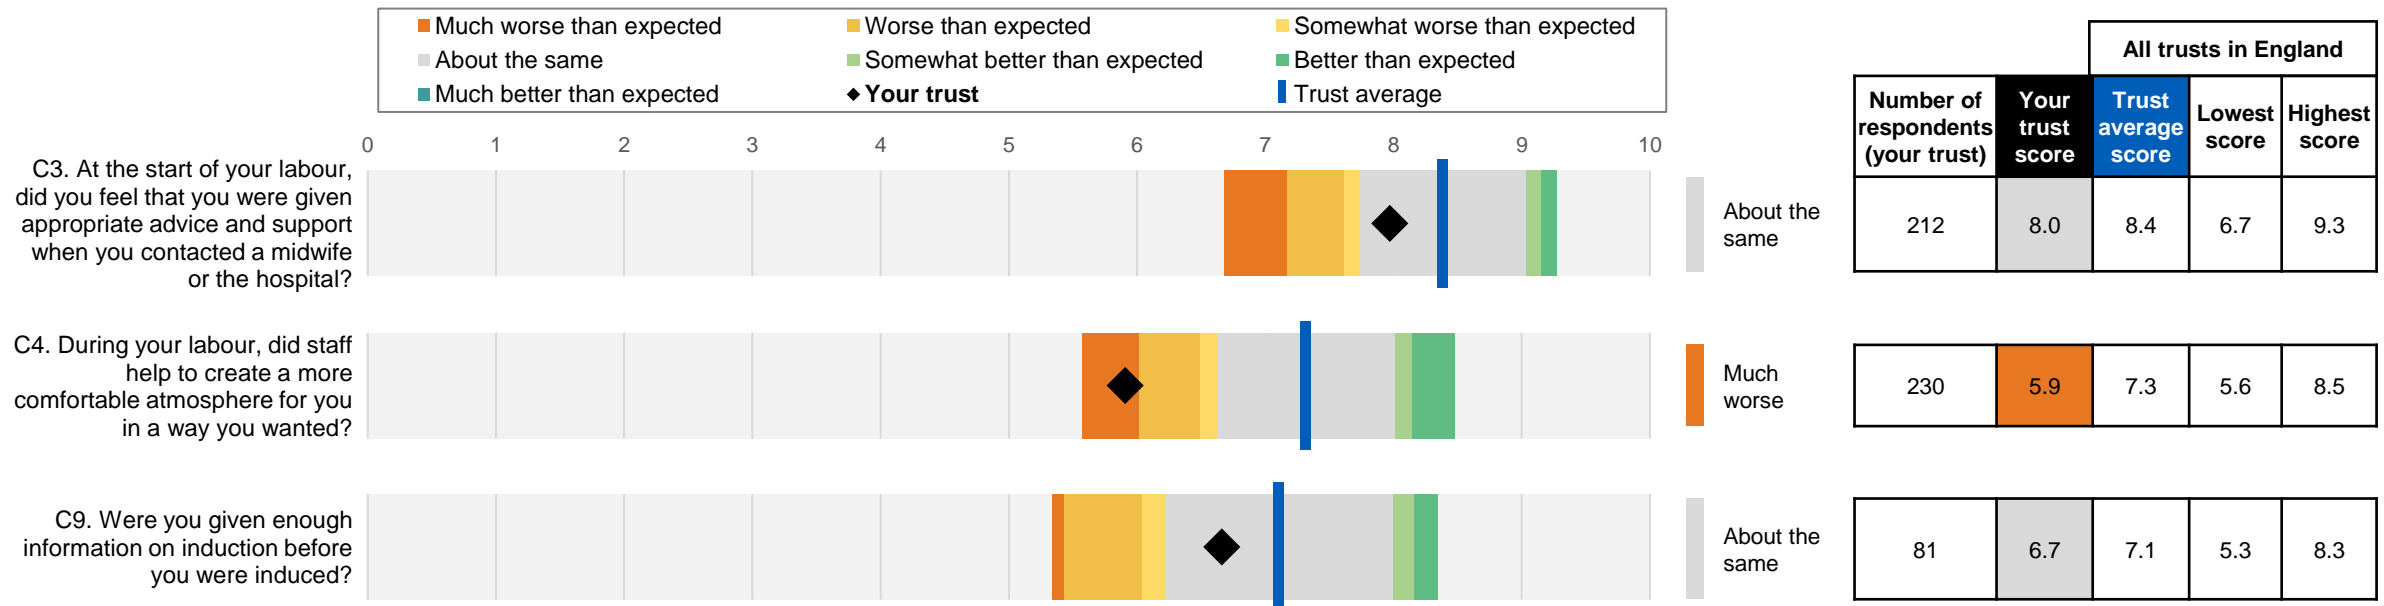 Much worse than expected
Worse than expected
Somewhat worse than expected
About the same
Somewhat better than expected
Better than expected
Much better than expected
Your trust
Trust average
All trusts in England
Number of
respondents
(your trust)
Your
trust
score
Trust
average
score
Lowest
score
Highest
score
0 1 2 3 4 5 6 7 8 9 10
C3. At the start of your labour,
did you feel that you were given
appropriate advice and support
when you contacted a midwife
or the hospital?
About the
same
212 8.0 8.4 6.7 9.3
C4. During your labour, did staff
help to create a more
comfortable atmosphere for you
in a way you wanted?
Much
worse
230 5.9 7.3 5.6 8.5
C9. Were you given enough
information on induction before
you were induced?
About the
same
81 6.7 7.1 5.3 8.3